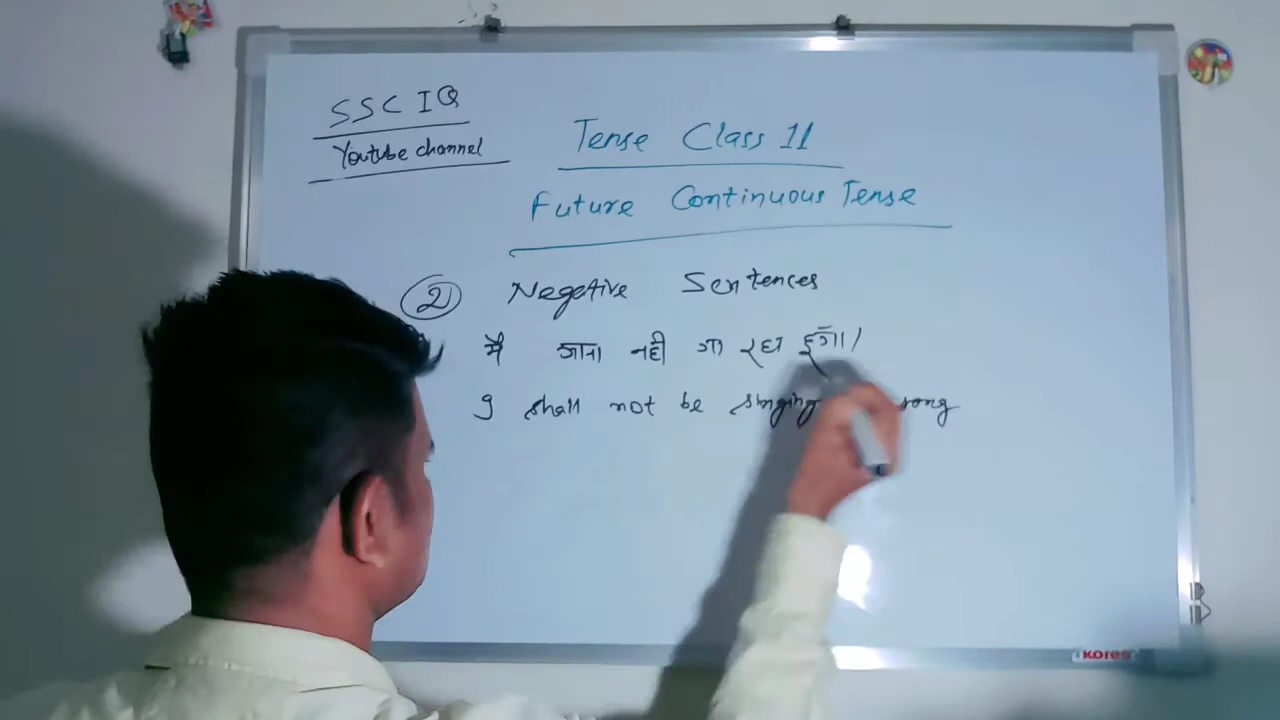 SSC IQ
Youtube channel
Tense Class 11
Future Continuous Tense
2 Negetive Sentences
मै जाना नही गा रहा हूँगा।
I shall not be singing song
KORES